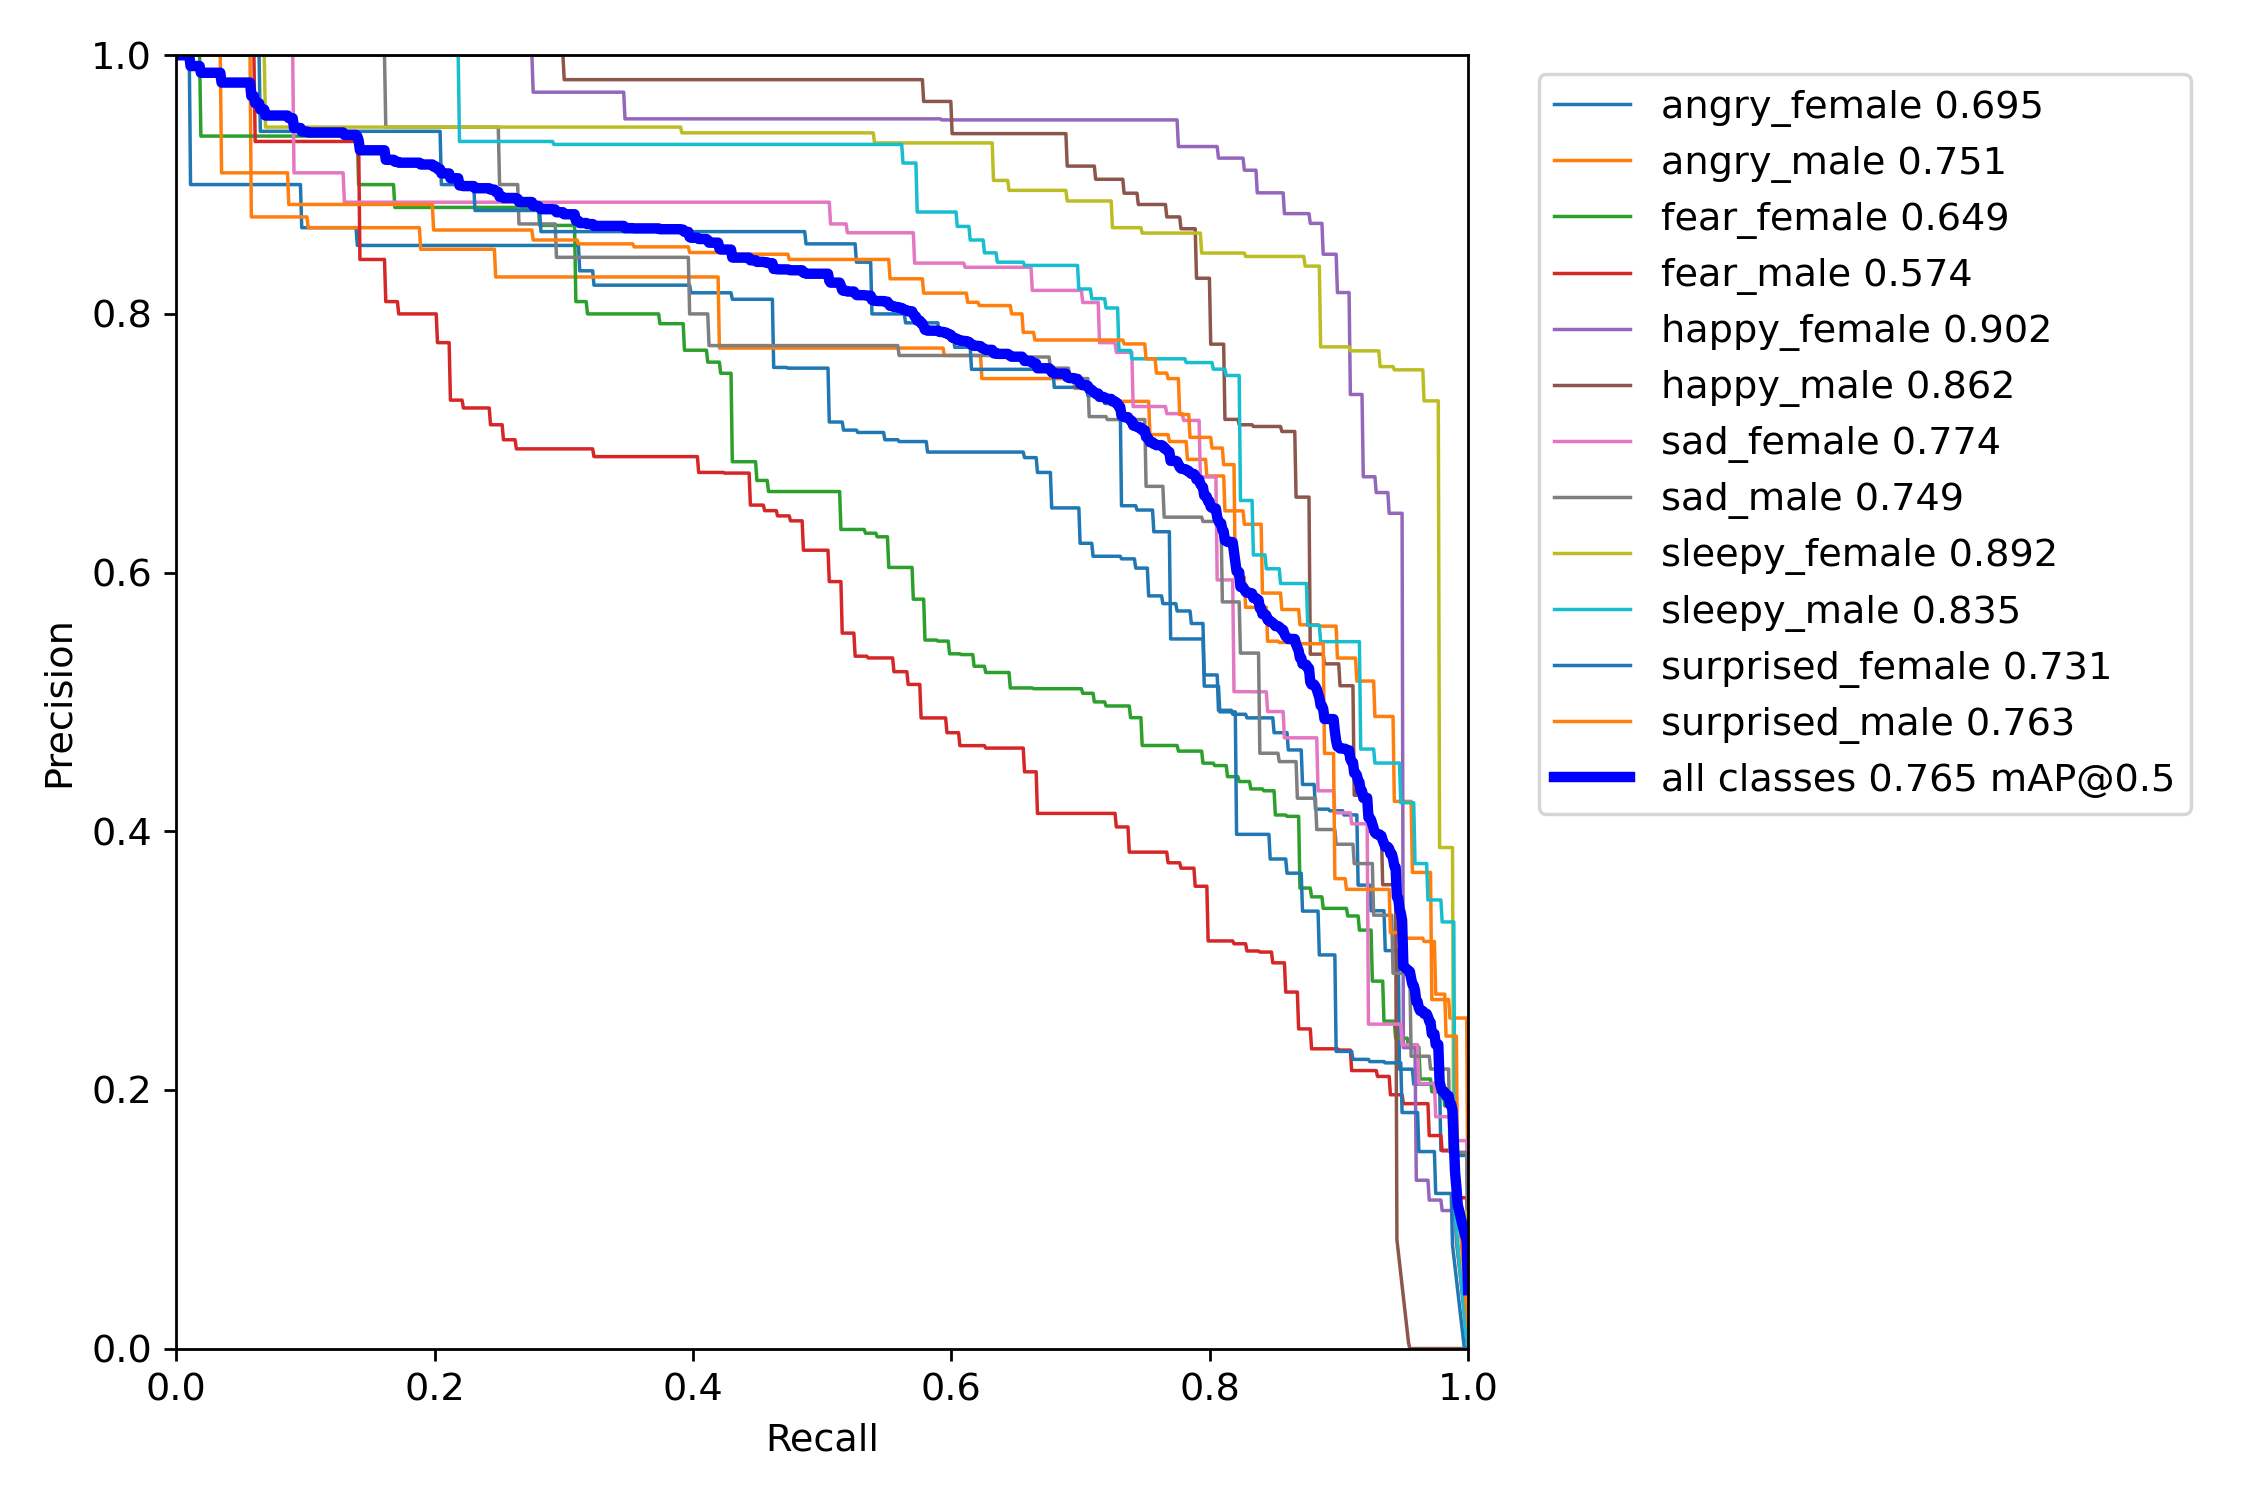 1.0
0.8
0.6
0.4
0.2
0.0
Precision
0.0 0.2 0.4 0.6 0.8 1.0
Recall
angry_female 0.695
angry_male 0.751
fear_female 0.649
fear_male 0.574
happy_female 0.902
happy_male 0.862
sad_female 0.774
sad_male 0.749
sleepy_female 0.892
sleepy_male 0.835
surprised_female 0.731
surprised_male 0.763
all classes 0.765 mAP@0.5